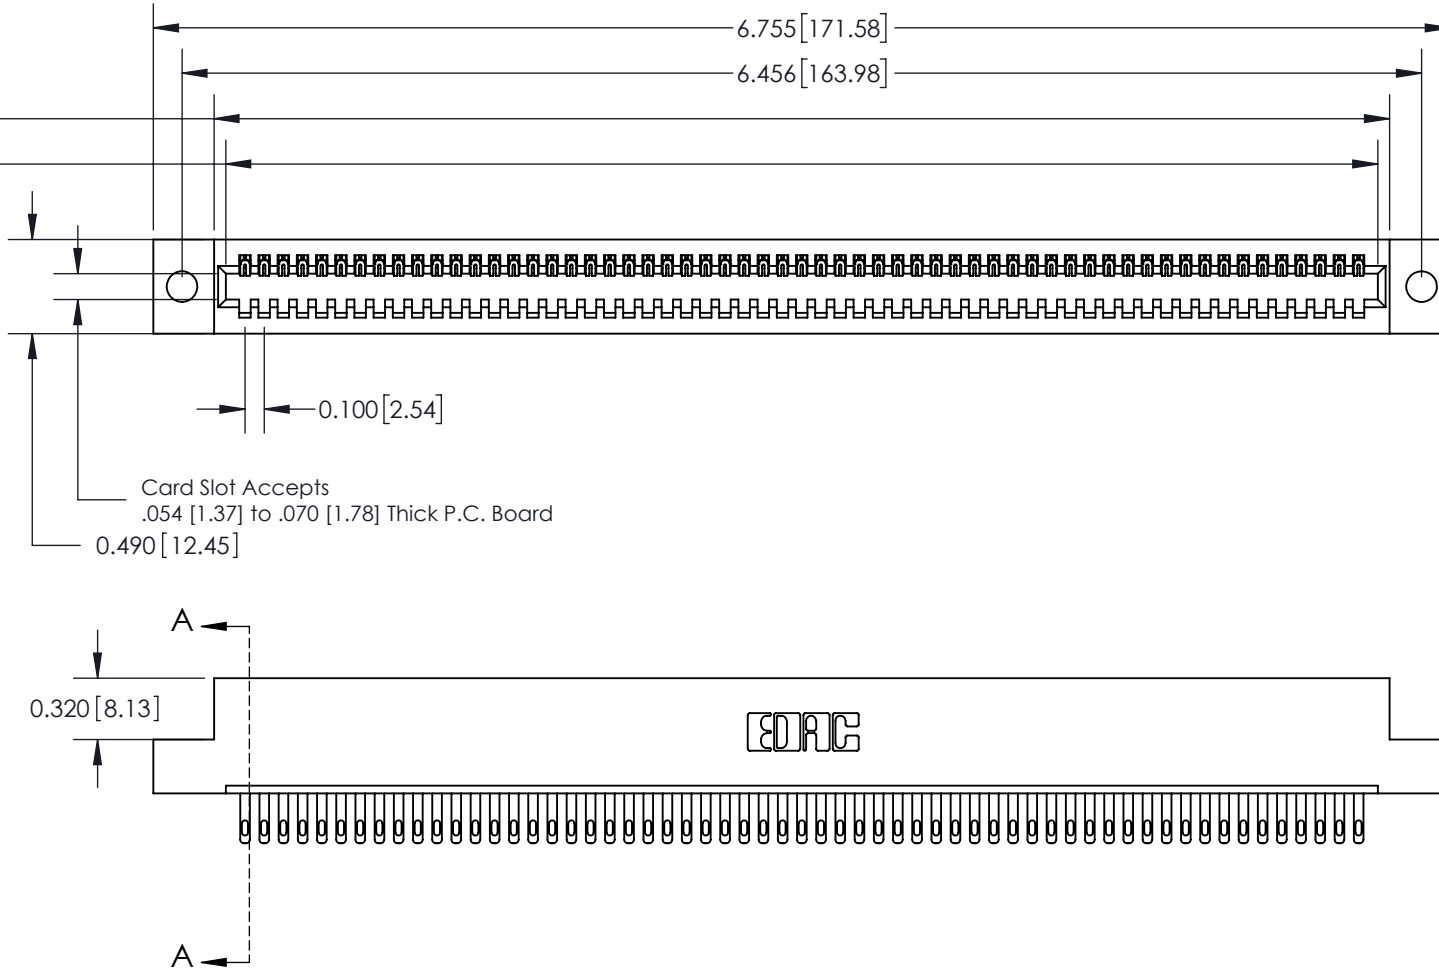 6.755[171.58]
6.456[163.98]
0.100[2.54]
Card Slot Accepts
.054 [1.37] to .070 [1.78] Thick P.C. Board
0.490[12.45]
A
0.320[8.13]
EDAC
A